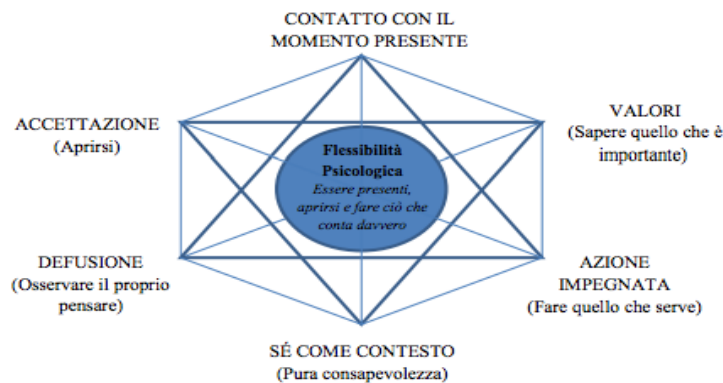 CONTATTO CON IL
MOMENTO PRESENTE
ACCETTAZIONE
(Aprirsi)
VALORI
(Sapere quello che è
importante)
Flessibilità
Psicologica
Essere presenti,
aprirsi e fare ciò che
conta davvero
DEFUSIONE
(Osservare il proprio
pensare)
AZIONE
IMPEGNATA
(Fare quello che serve)
SÉ COME CONTESTO
(Pura consapevolezza)